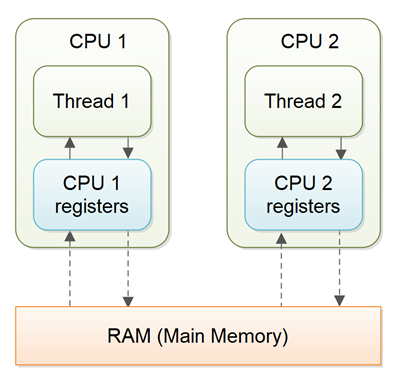 CPU 1
Thread 1
CPU 1
registers
CPU 2
Thread 2
CPU 2
registers
RAM (Main Memory)